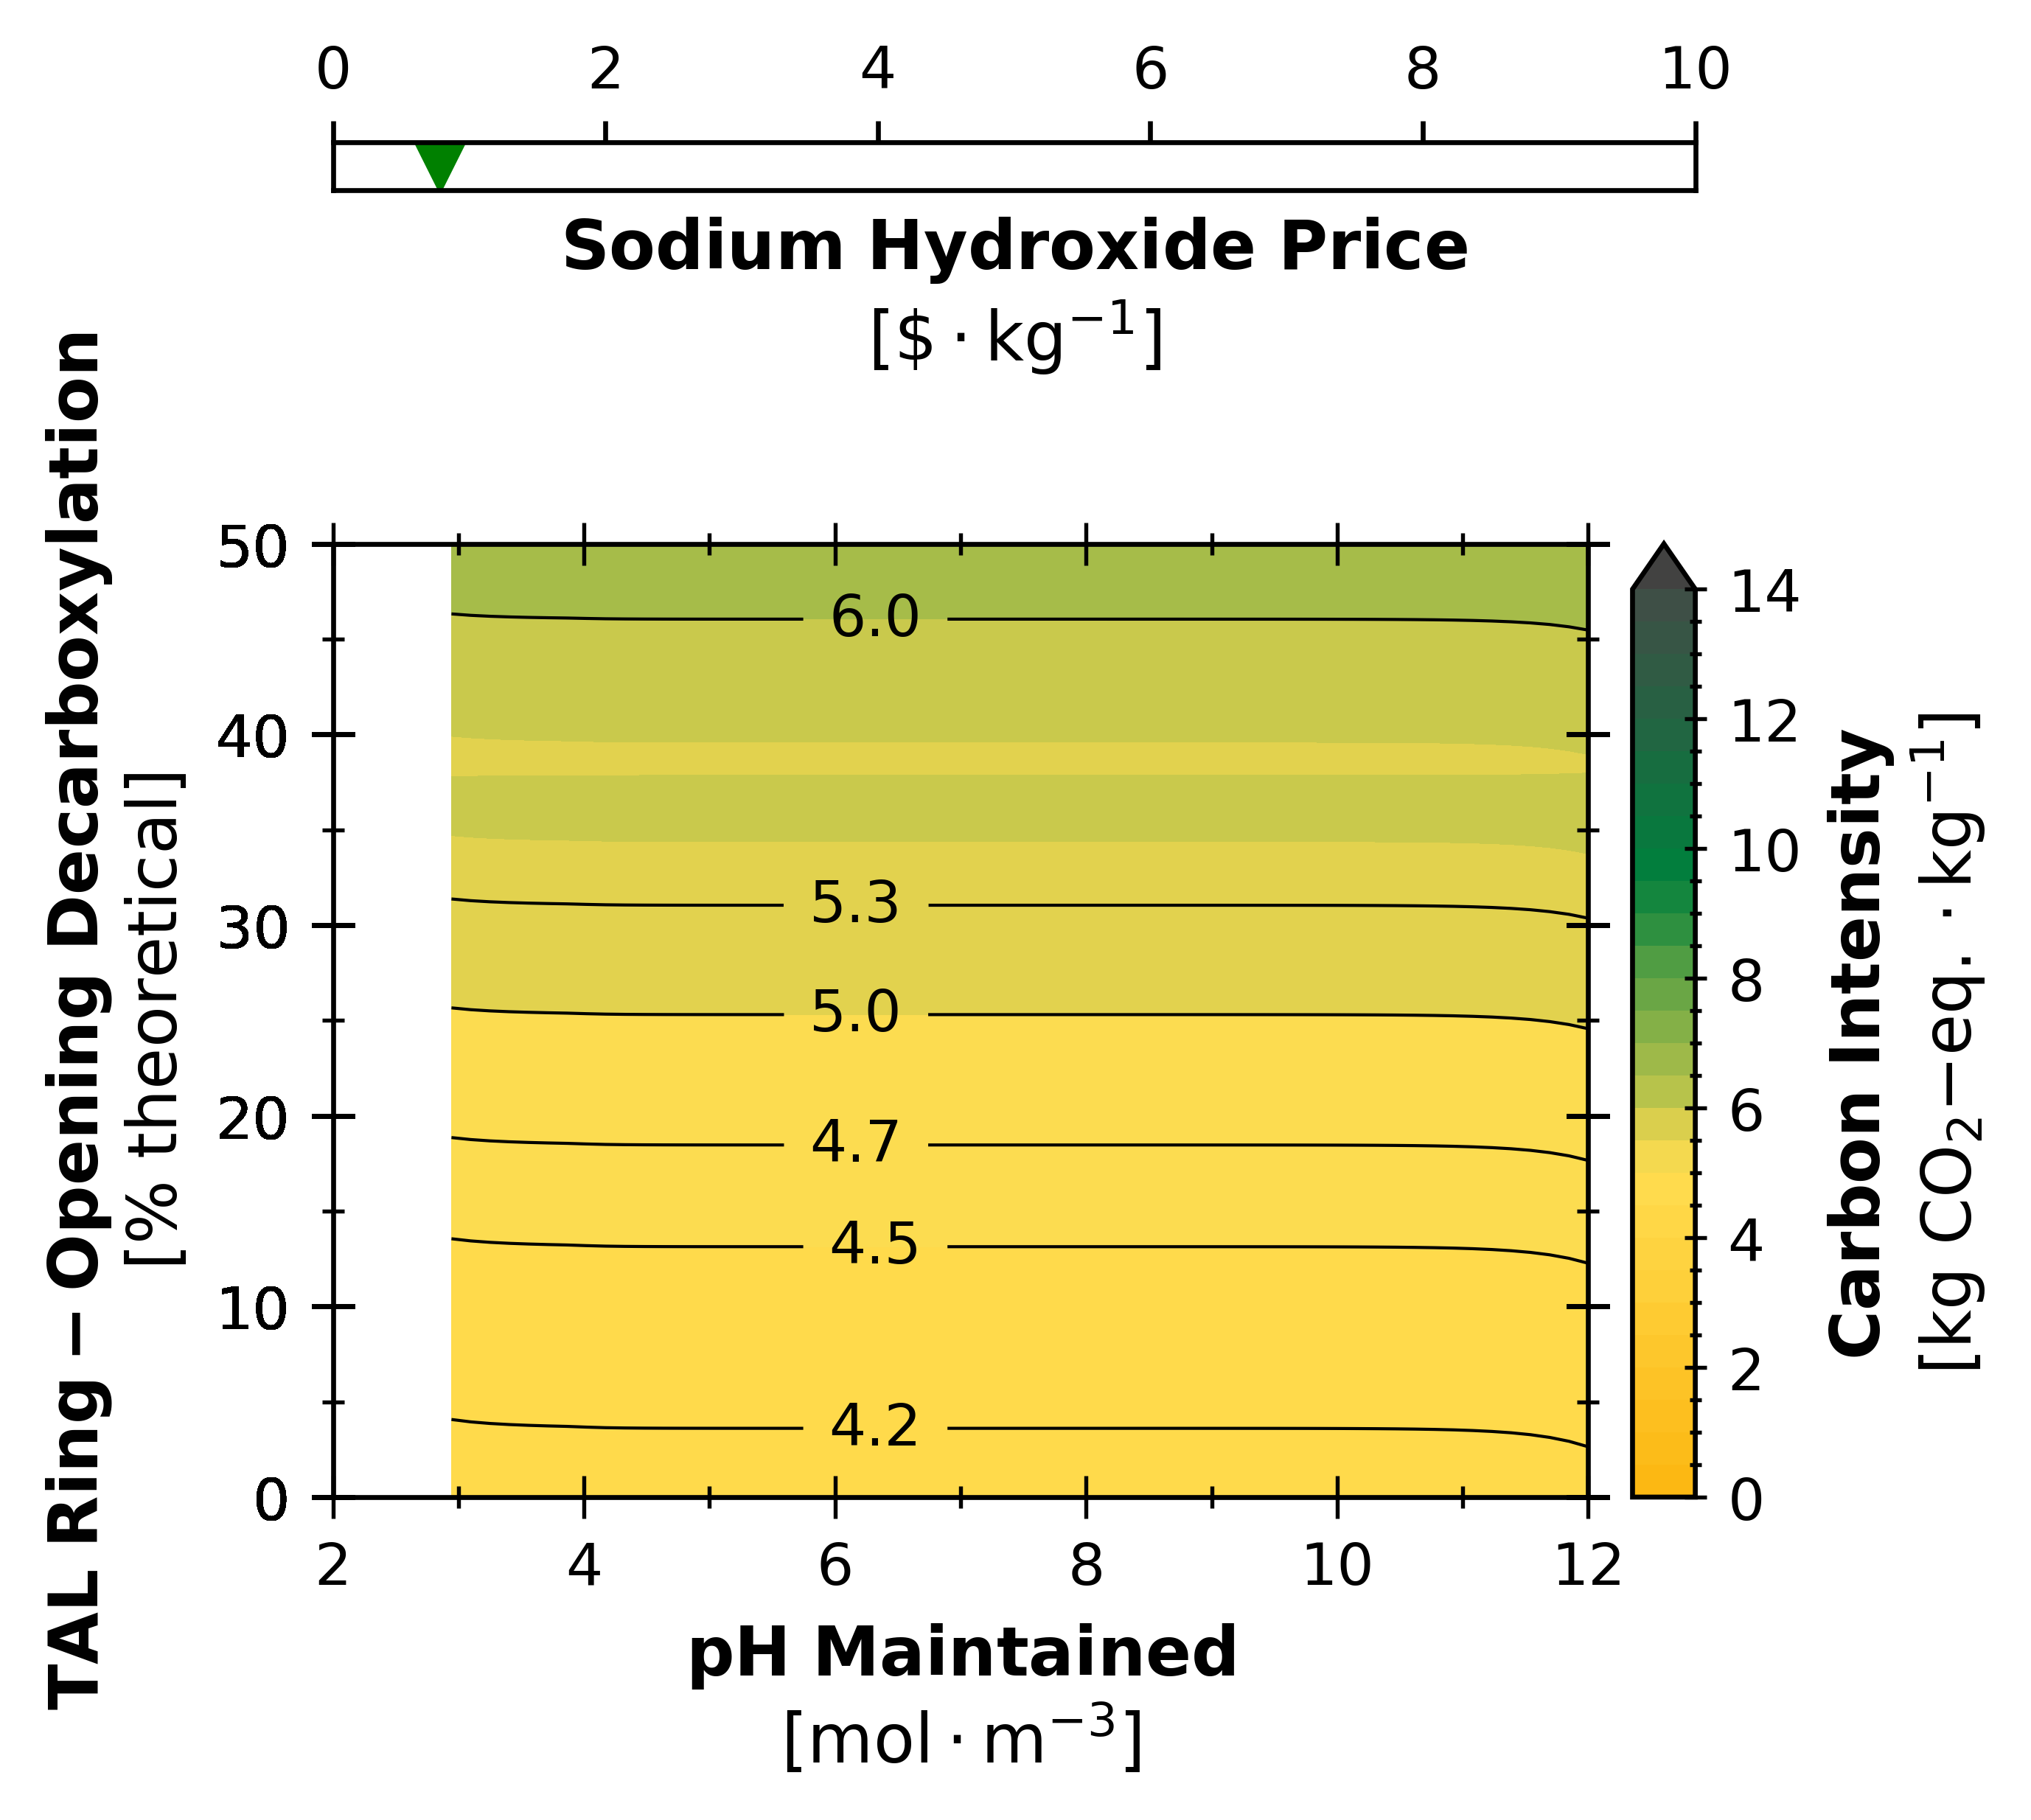 0 2 4 6 8 10
Sodium Hydroxide Price
[$ · kg⁻¹]
TAL Ring − Opening Decarboxylation
[% theoretical]
50
40
30
20
10
0
6.0
5.3
5.0
4.7
4.5
4.2
2 4 6 8 10 12
pH Maintained
[mol · m⁻³]
14
12
10
8
6
4
2
0
Carbon Intensity
[kg CO₂−eq. · kg⁻¹]